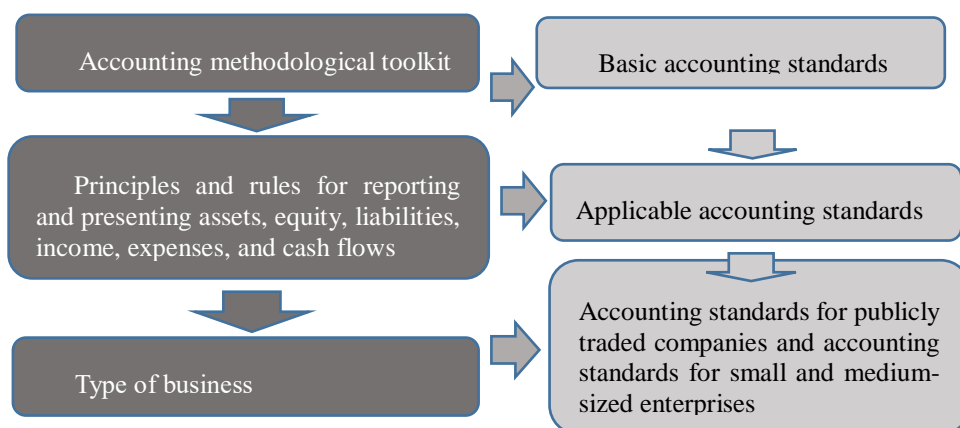 Accounting methodological toolkit
Basic accounting standards
Principles and rules for reporting
and presenting assets, equity, liabilities,
income, expenses, and cash flows
Applicable accounting standards
Type of business
Accounting standards for publicly
traded companies and accounting
standards for small and medium-
sized enterprises